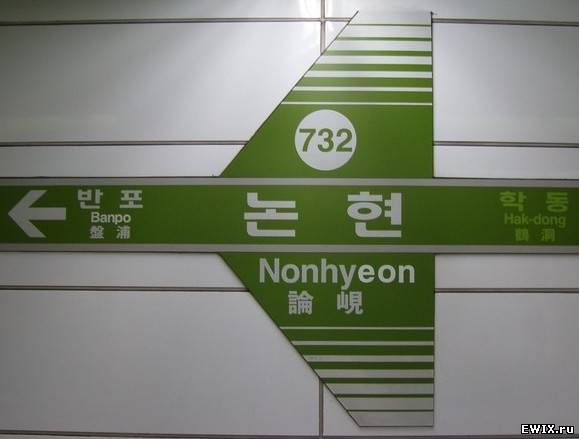 732
반포
Banpo
盤浦
논현
Nonhyeon
論峴
학동
Hak-dong
鶴洞
EWIX.ru